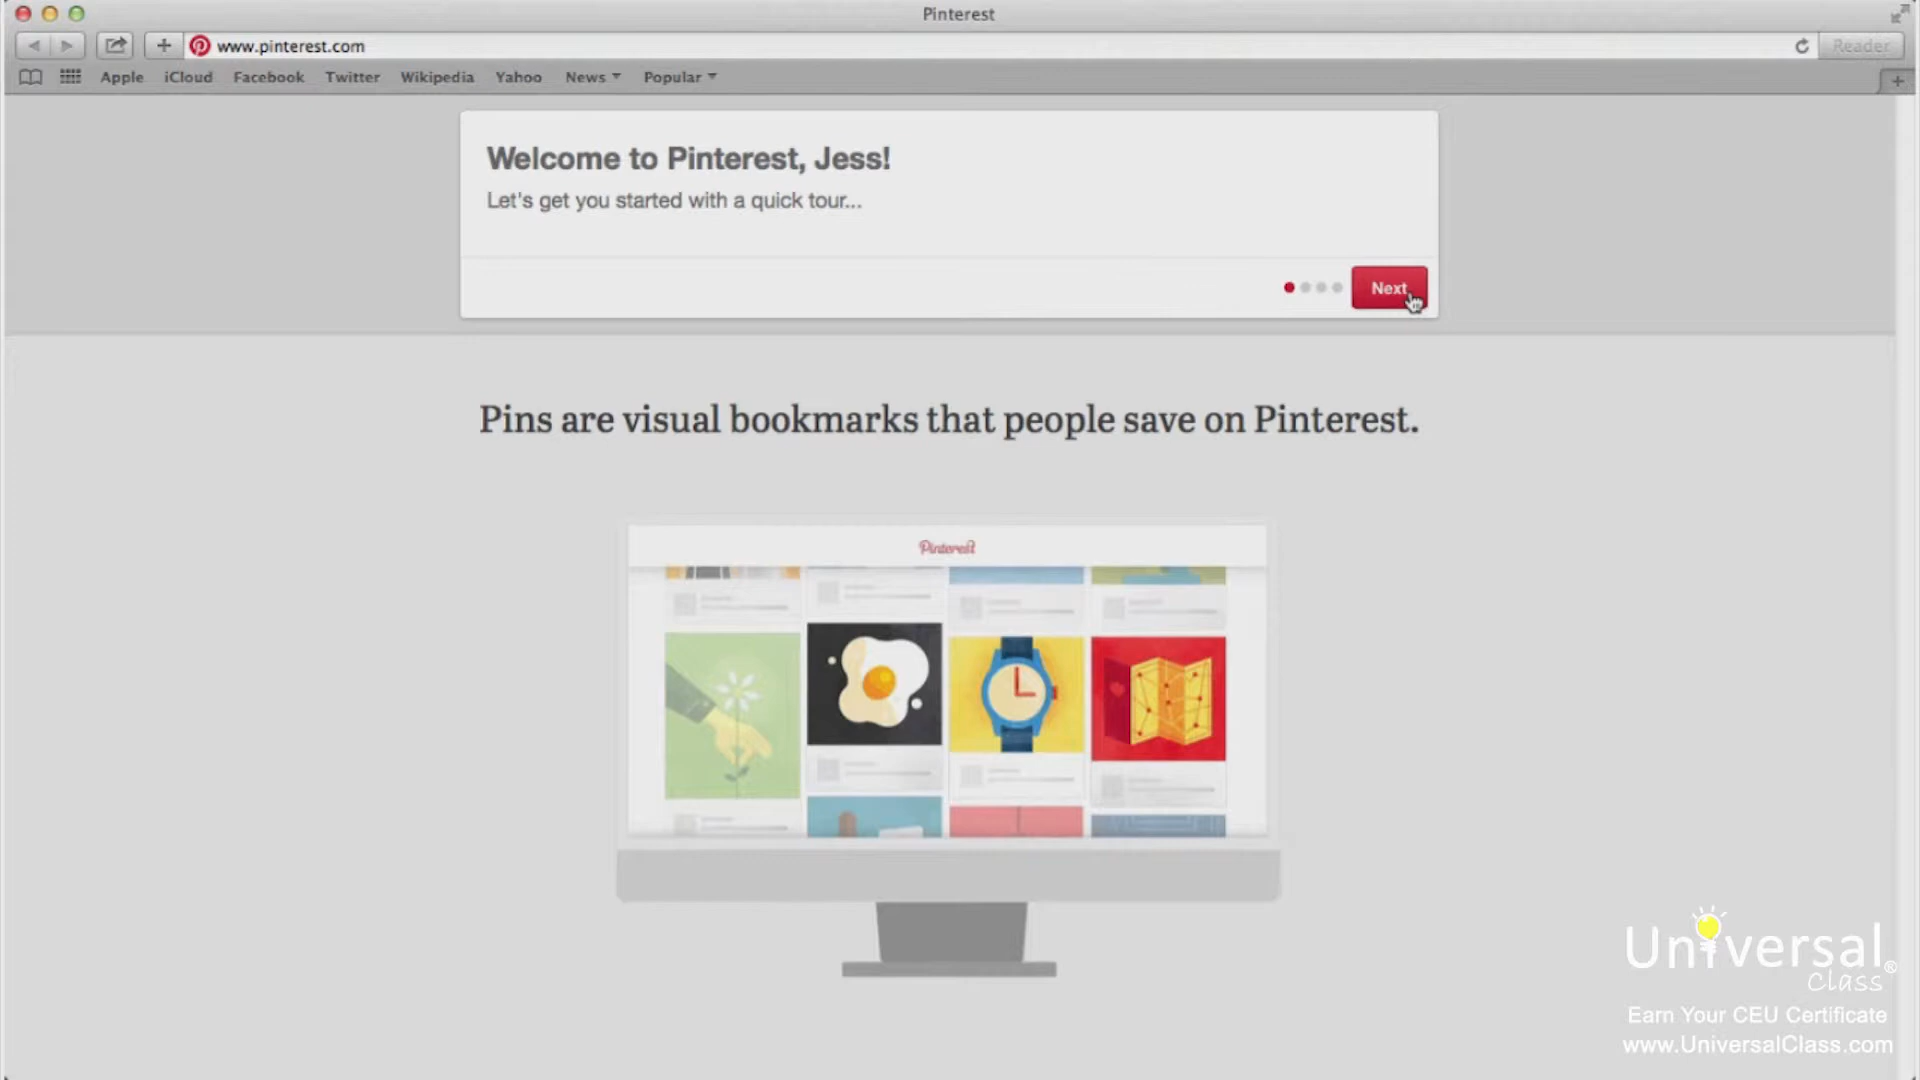 Pinterest
www.pinterest.com
Reader
Apple iCloud Facebook Twitter Wikipedia Yahoo News Popular
Welcome to Pinterest, Jess!
Let's get you started with a quick tour...
Next
Pins are visual bookmarks that people save on Pinterest.
Pinterest
Universal®
Class
Earn Your CEU Certificate
www.UniversalClass.com